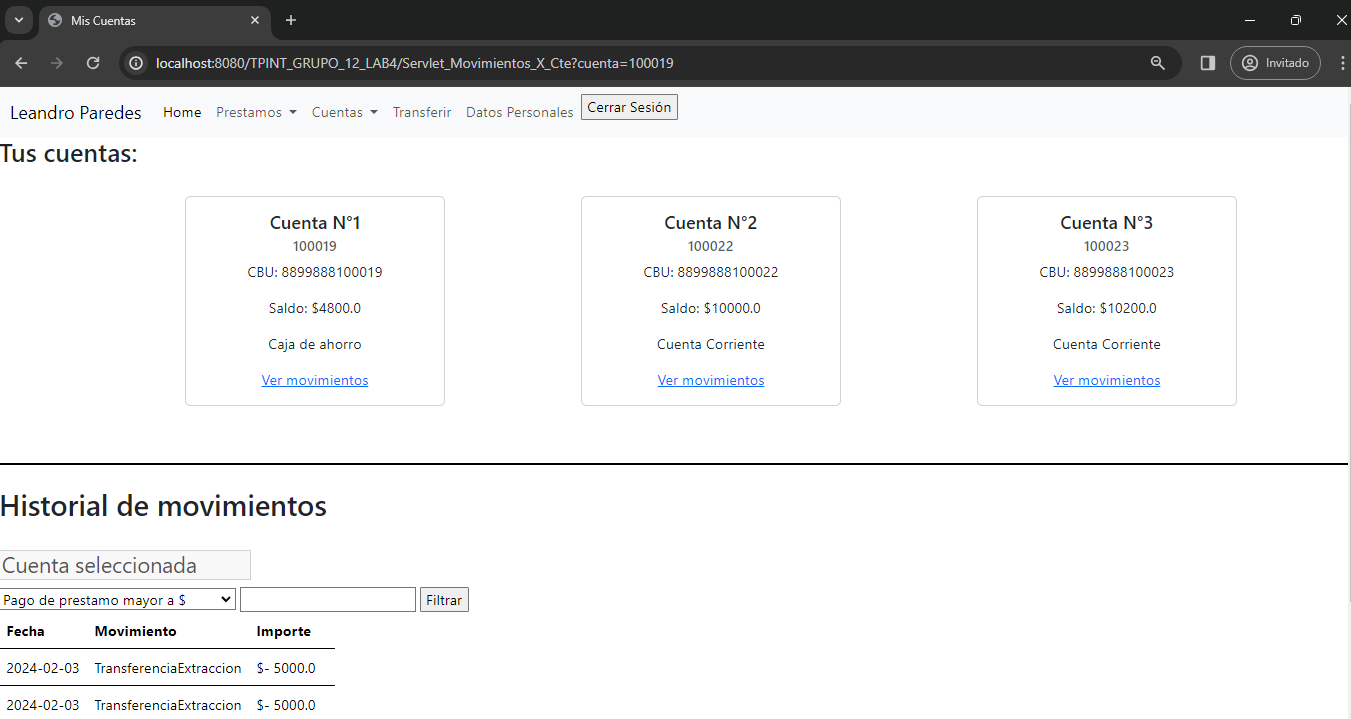 Mis Cuentas
localhost:8080/TPINT_GRUPO_12_LAB4/Servlet_Movimientos_X_Cte?cuenta=100019
Invitado
Leandro Paredes Home Prestamos Cuentas Transferir Datos Personales Cerrar Sesión
Tus cuentas:
Cuenta N°1
100019
CBU: 8899888100019
Saldo: $4800.0
Caja de ahorro
Ver movimientos
Cuenta N°2
100022
CBU: 8899888100022
Saldo: $10000.0
Cuenta Corriente
Ver movimientos
Cuenta N°3
100023
CBU: 8899888100023
Saldo: $10200.0
Cuenta Corriente
Ver movimientos
Historial de movimientos
Cuenta seleccionada
Pago de prestamo mayor a $ Filtrar
Fecha Movimiento Importe
2024-02-03 TransferenciaExtraccion $- 5000.0
2024-02-03 TransferenciaExtraccion $- 5000.0